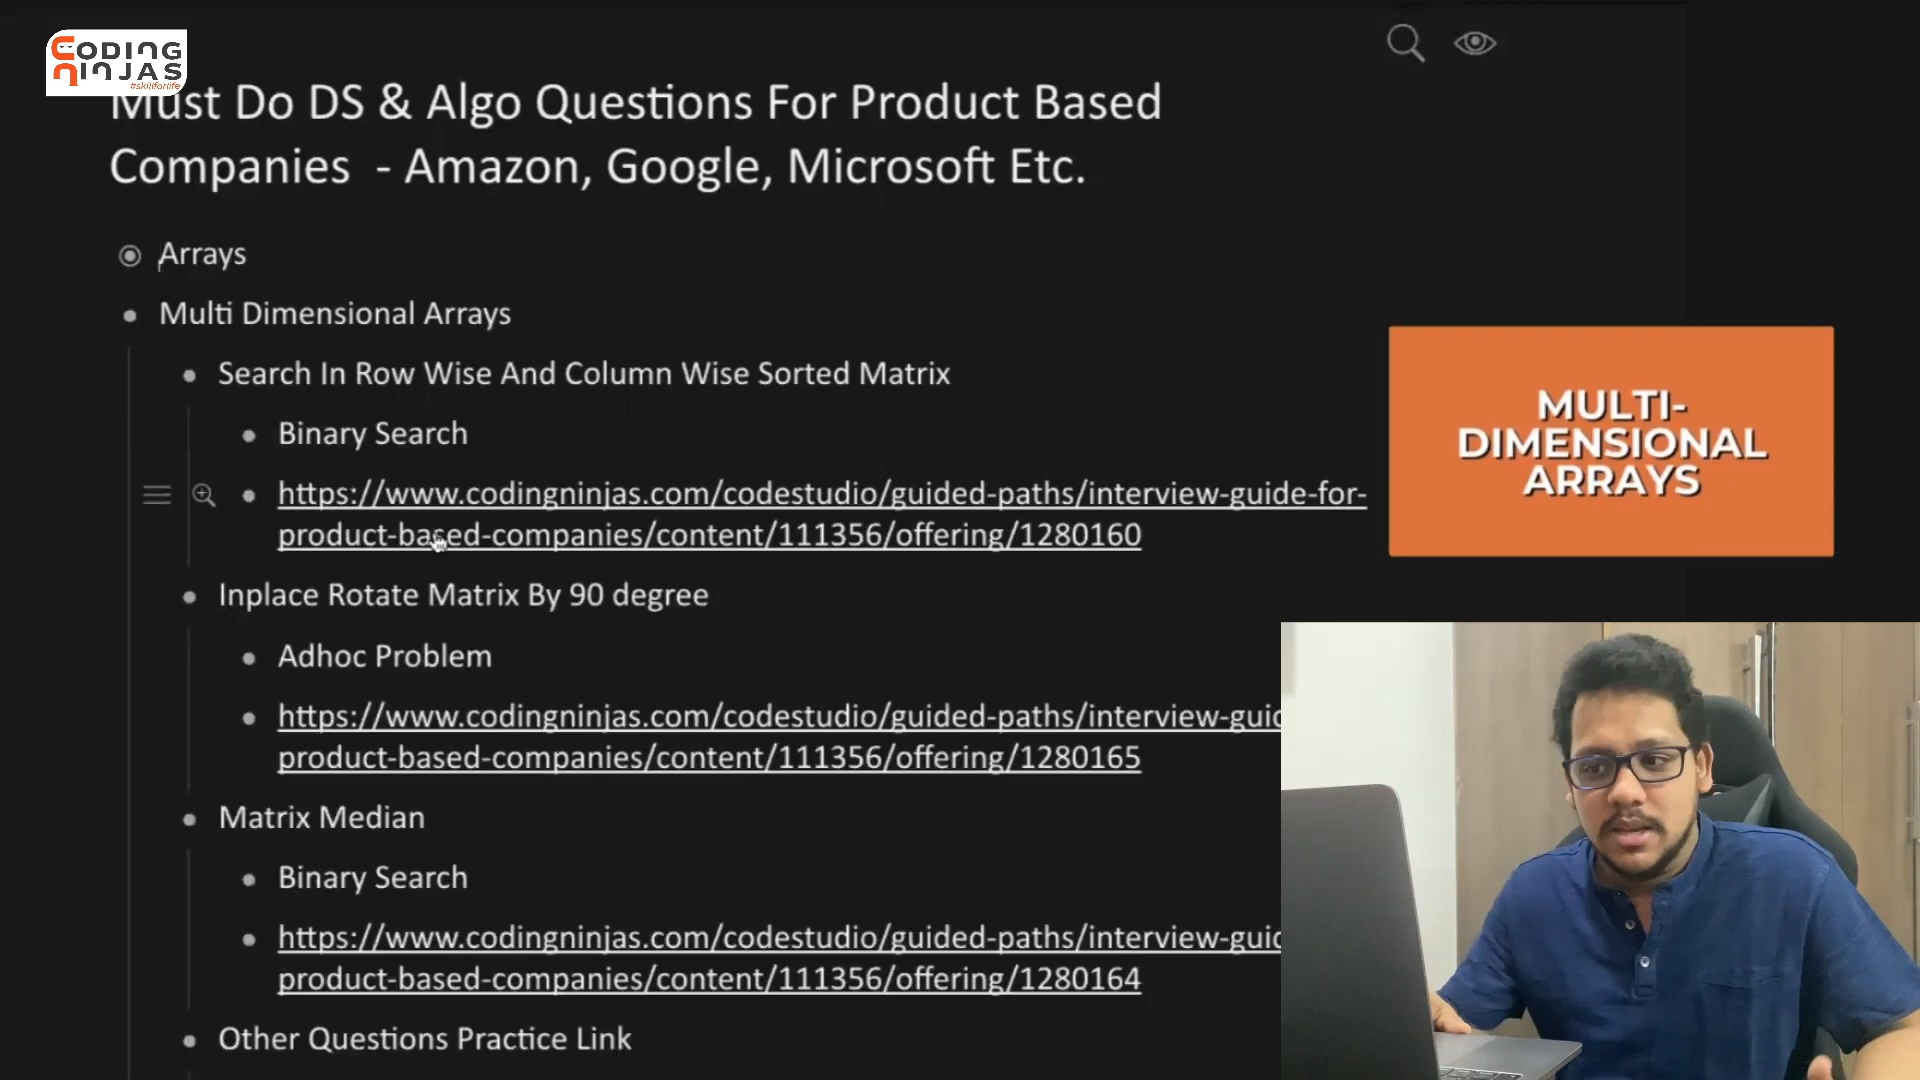 CODING
NINJAS
#skillforlife
Must Do DS & Algo Questions For Product Based
Companies - Amazon, Google, Microsoft Etc.
Arrays
Multi Dimensional Arrays
Search In Row Wise And Column Wise Sorted Matrix
Binary Search
https://www.codingninjas.com/codestudio/guided-paths/interview-guide-for-
product-based-companies/content/111356/offering/1280160
MULTI-
DIMENSIONAL
ARRAYS
Inplace Rotate Matrix By 90 degree
Adhoc Problem
https://www.codingninjas.com/codestudio/guided-paths/interview-guid
product-based-companies/content/111356/offering/1280165
Matrix Median
Binary Search
https://www.codingninjas.com/codestudio/guided-paths/interview-guid
product-based-companies/content/111356/offering/1280164
Other Questions Practice Link